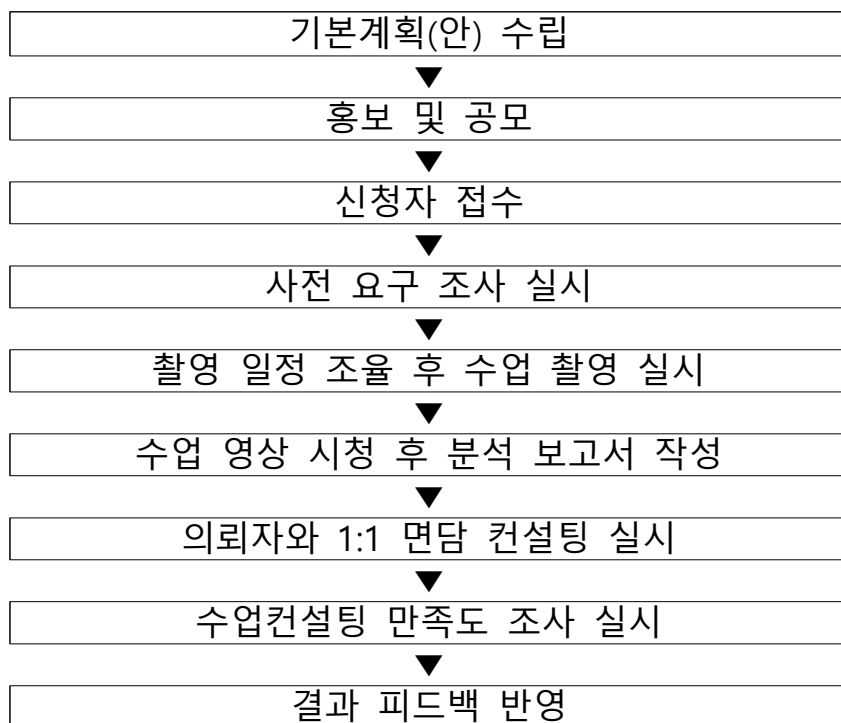 기본계획(안) 수립
▼
홍보 및 공모
▼
신청자 접수
▼
사전 요구 조사 실시
▼
촬영 일정 조율 후 수업 촬영 실시
▼
수업 영상 시청 후 분석 보고서 작성
▼
의뢰자와 1:1 면담 컨설팅 실시
▼
수업컨설팅 만족도 조사 실시
▼
결과 피드백 반영